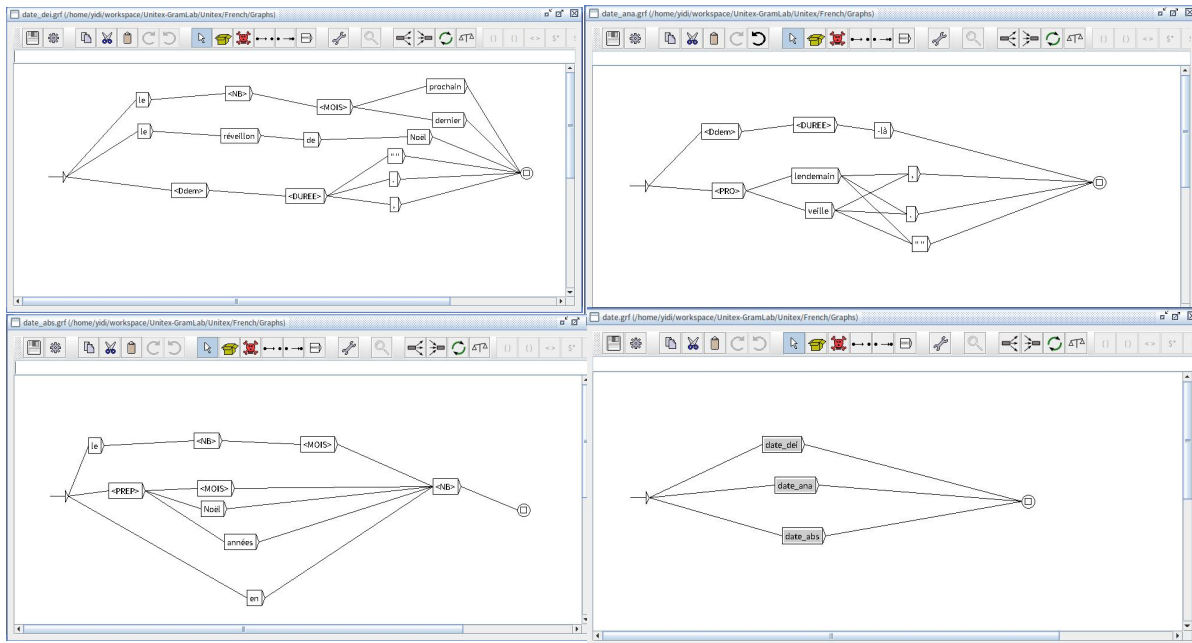 date_dei.grf (/home/yidi/workspace/Unitex-GramLab/Unitex/French/Graphs)
le <NB> <MOIS> prochain
dernier
le réveillon de Noël
<Ddem> <DUREE> " "
.
,
date_ana.grf (/home/yidi/workspace/Unitex-GramLab/Unitex/French/Graphs)
<Ddem> <DUREE> -là
<PRO> lendemain ,
veille .
" "
date_abs.grf (/home/yidi/workspace/Unitex-GramLab/Unitex/French/Graphs)
le <NB> <MOIS>
<PREP> <MOIS> <NB>
Noël
années
en
date.grf (/home/yidi/workspace/Unitex-GramLab/Unitex/French/Graphs)
date_dei
date_ana
date_abs